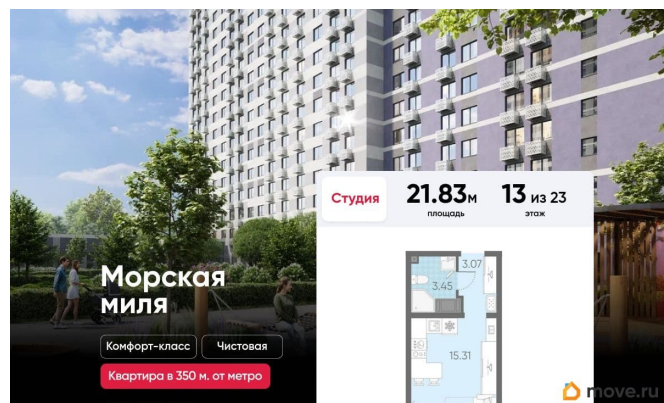 Студия
21.83м
площадь
13 из 23
этаж
3.07
3.45
15.31
Морская
миля
Комфорт-класс
Чистовая
Квартира в 350 м. от метро
move.ru